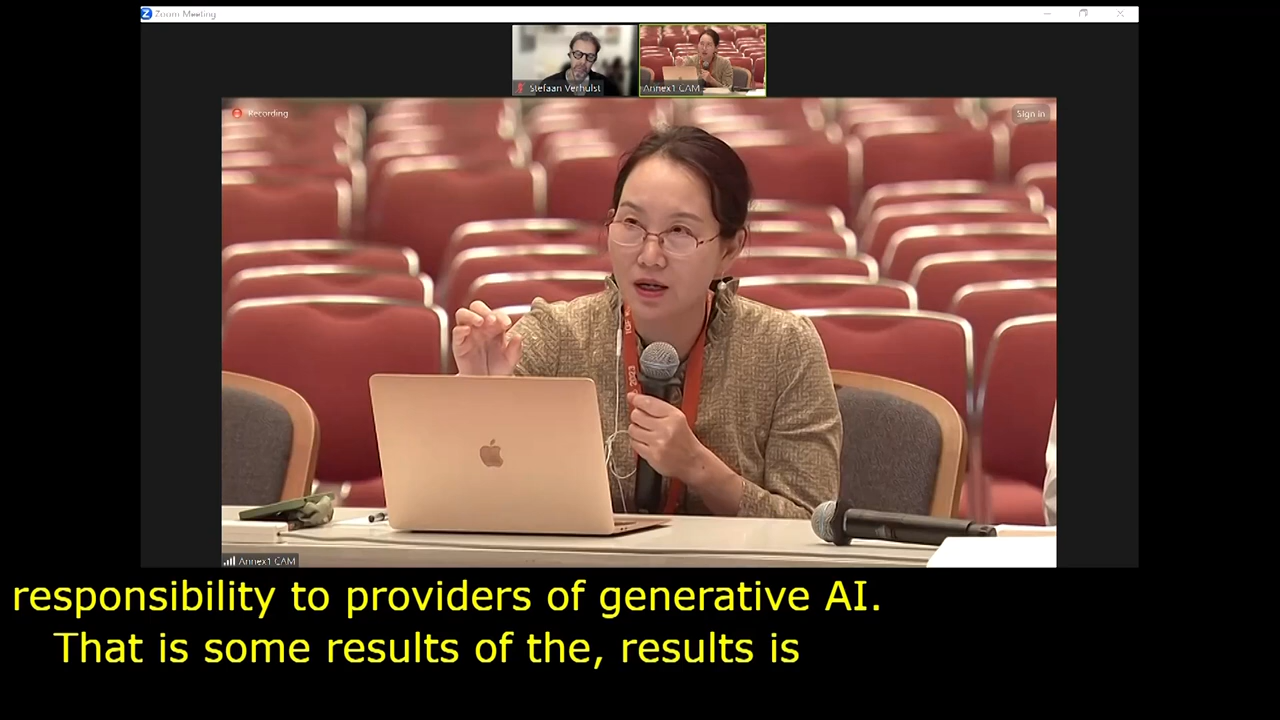 Zoom Meeting
Stefaan Verhulst
Annex1 CAM
Recording
Sign in
2023
Annex1 CAM
responsibility to providers of generative AI.
That is some results of the, results is